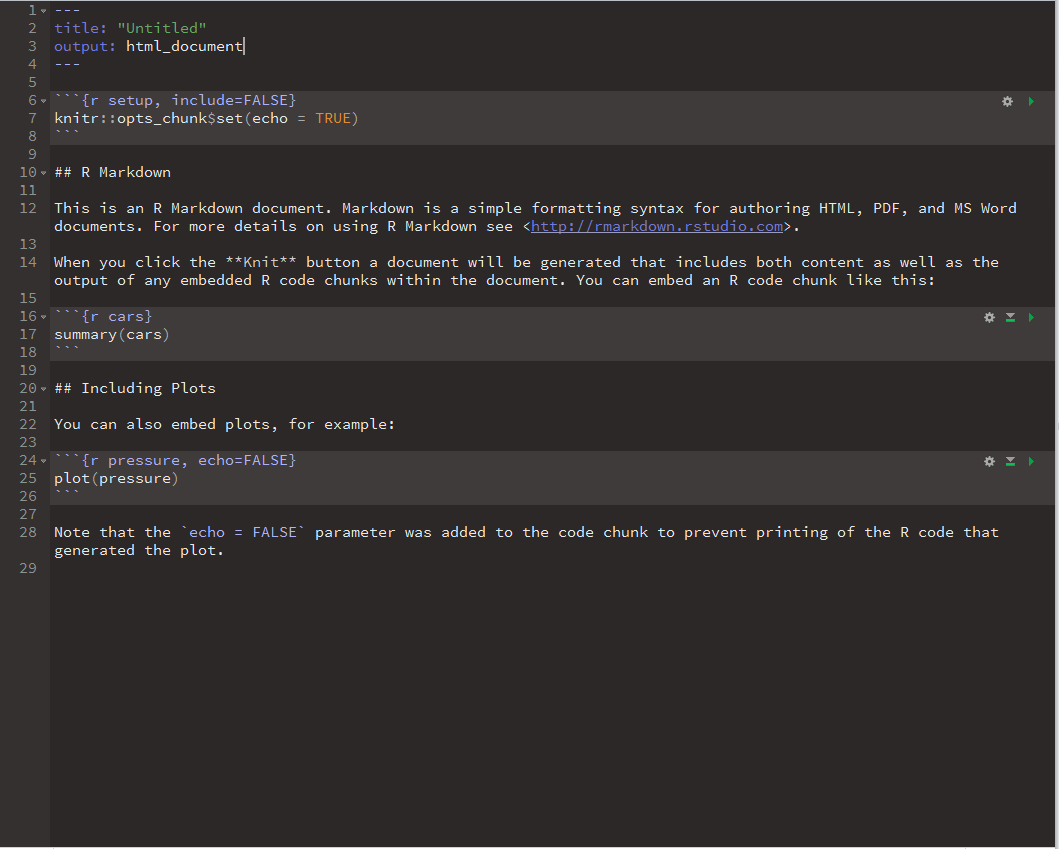 1 ---
2 title: "Untitled"
3 output: html_document
4 ---
5
6 ```{r setup, include=FALSE}
7 knitr::opts_chunk$set(echo = TRUE)
8 ```
9
10 ## R Markdown
11
12 This is an R Markdown document. Markdown is a simple formatting syntax for authoring HTML, PDF, and MS Word
documents. For more details on using R Markdown see <http://rmarkdown.rstudio.com>.
13
14 When you click the **Knit** button a document will be generated that includes both content as well as the
output of any embedded R code chunks within the document. You can embed an R code chunk like this:
15
16 ```{r cars}
17 summary(cars)
18 ```
19
20 ## Including Plots
21
22 You can also embed plots, for example:
23
24 ```{r pressure, echo=FALSE}
25 plot(pressure)
26 ```
27
28 Note that the `echo = FALSE` parameter was added to the code chunk to prevent printing of the R code that
generated the plot.
29